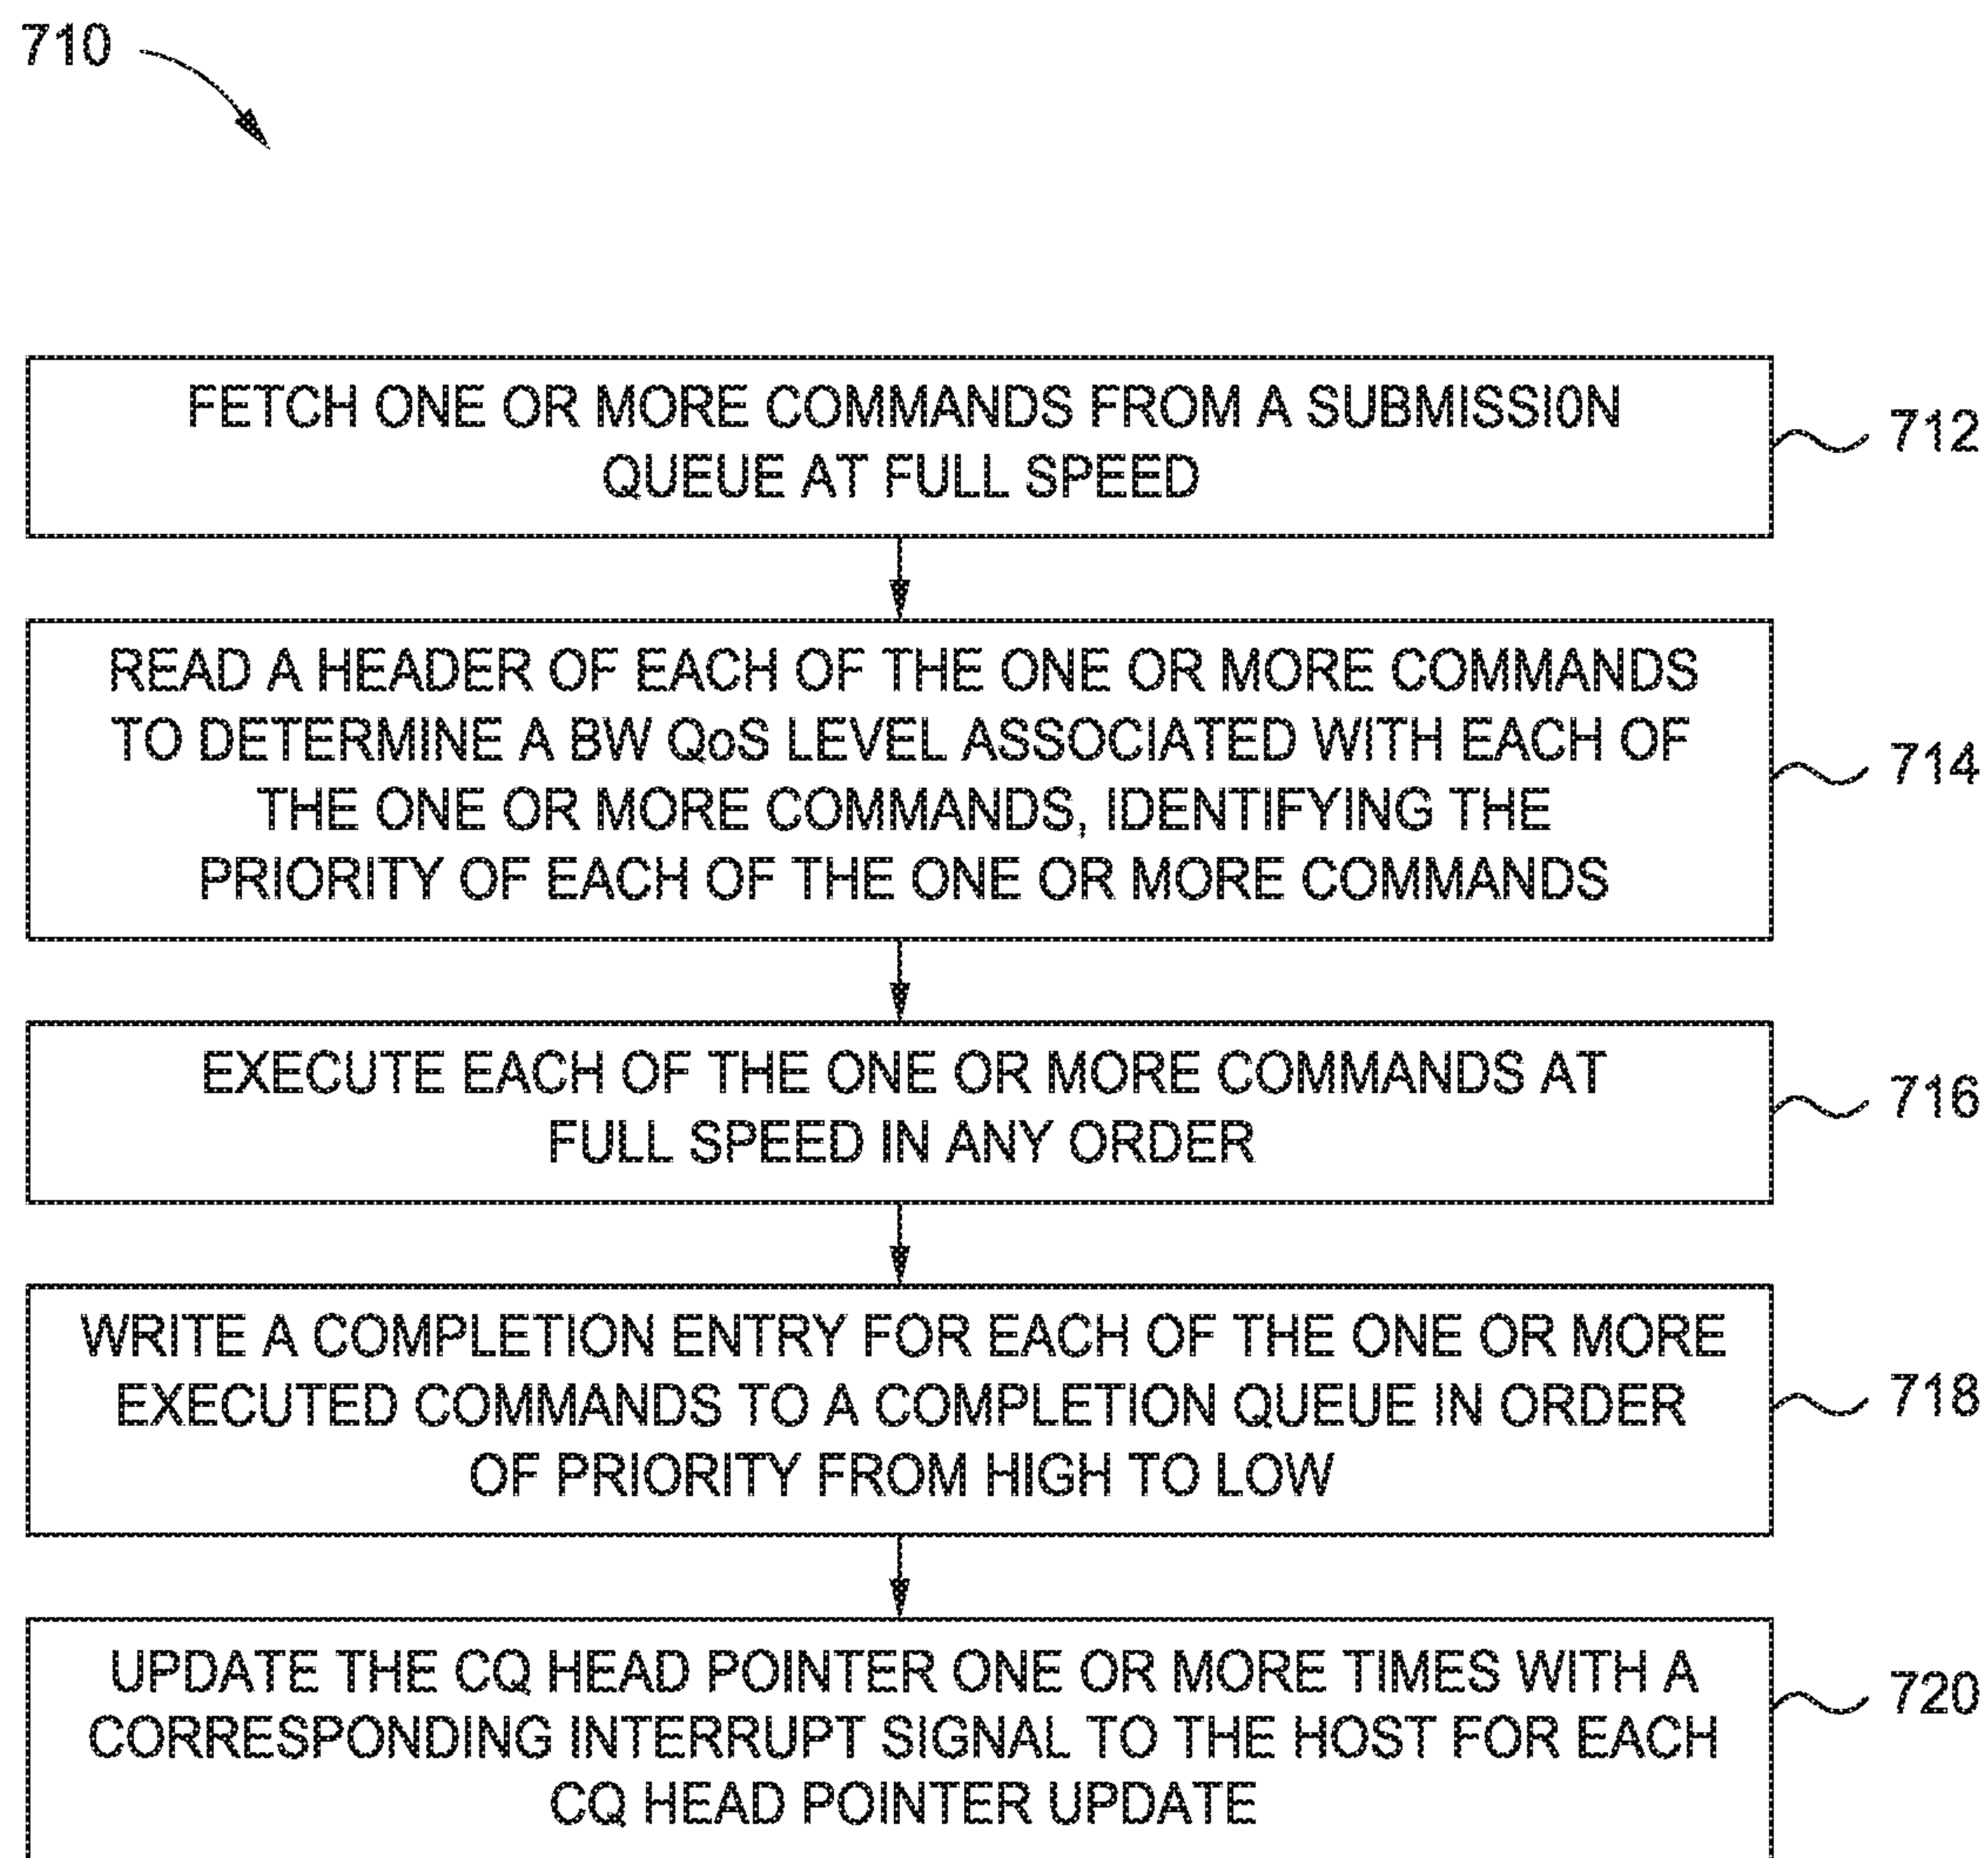 710
FETCH ONE OR MORE COMMANDS FROM A SUBMISSION
QUEUE AT FULL SPEED
712
READ A HEADER OF EACH OF THE ONE OR MORE COMMANDS
TO DETERMINE A BW QoS LEVEL ASSOCIATED WITH EACH OF
THE ONE OR MORE COMMANDS, IDENTIFYING THE
PRIORITY OF EACH OF THE ONE OR MORE COMMANDS
714
EXECUTE EACH OF THE ONE OR MORE COMMANDS AT
FULL SPEED IN ANY ORDER
716
WRITE A COMPLETION ENTRY FOR EACH OF THE ONE OR MORE
EXECUTED COMMANDS TO A COMPLETION QUEUE IN ORDER
OF PRIORITY FROM HIGH TO LOW
718
UPDATE THE CQ HEAD POINTER ONE OR MORE TIMES WITH A
CORRESPONDING INTERRUPT SIGNAL TO THE HOST FOR EACH
CQ HEAD POINTER UPDATE
720